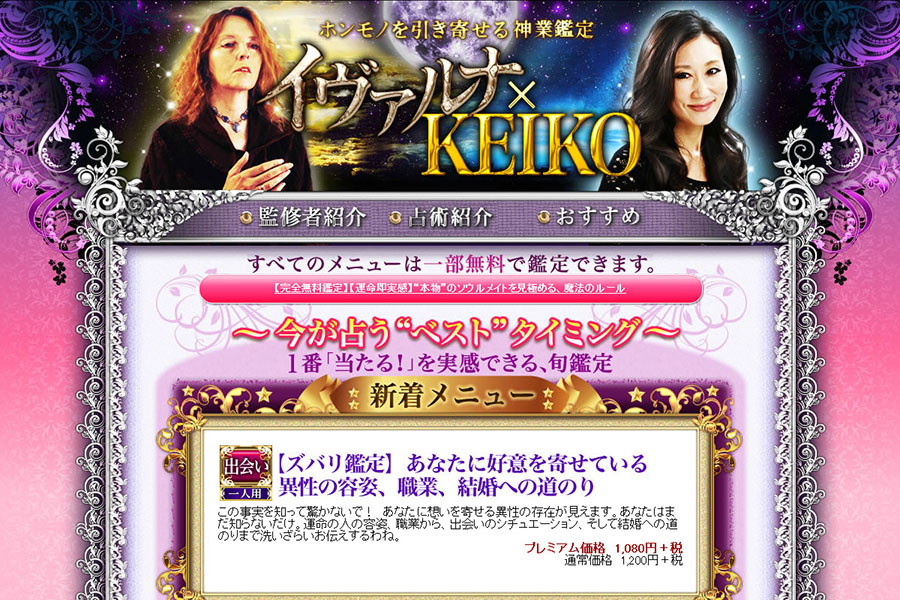 ホンモノを引き寄せる神業鑑定
イヴァルナ×
KEIKO
監修者紹介 占術紹介 おすすめ
すべてのメニューは一部無料で鑑定できます。
【完全無料鑑定】【運命即実感】“本物”のソウルメイトを見極める、魔法のルール
～今が占う“ベスト”タイミング～
1番「当たる！」を実感できる、旬鑑定
新着メニュー
出会い
一人用
【ズバリ鑑定】あなたに好意を寄せている
異性の容姿、職業、結婚への道のり
この事実を知って驚かないで！ あなたに想いを寄せる異性の存在が見えます。あなたはま
だ知らないだけ。運命の人の容姿、職業から、出会いのシチュエーション、そして結婚への道
のりまで洗いざらいお伝えするわね。
プレミアム価格 1,080円＋税
通常価格 1,200円＋税